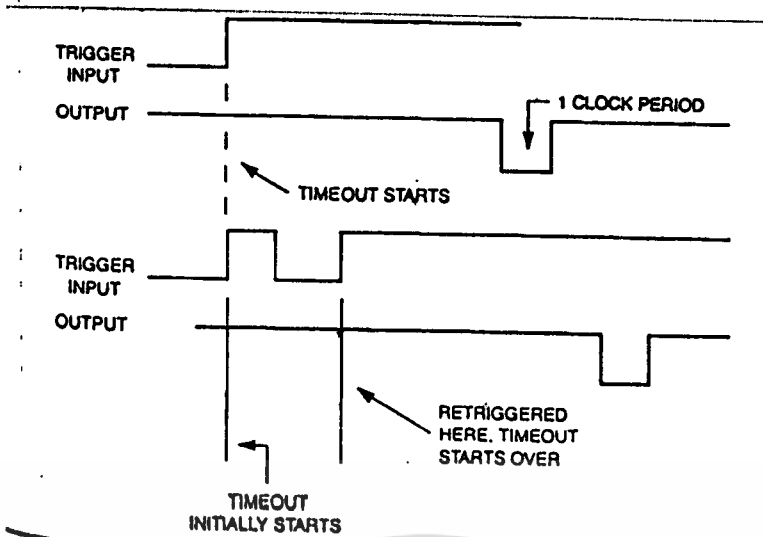 TRIGGER
INPUT
OUTPUT
1 CLOCK PERIOD
TIMEOUT STARTS
TRIGGER
INPUT
OUTPUT
RETRIGGERED
HERE. TIMEOUT
STARTS OVER
TIMEOUT
INITIALLY STARTS